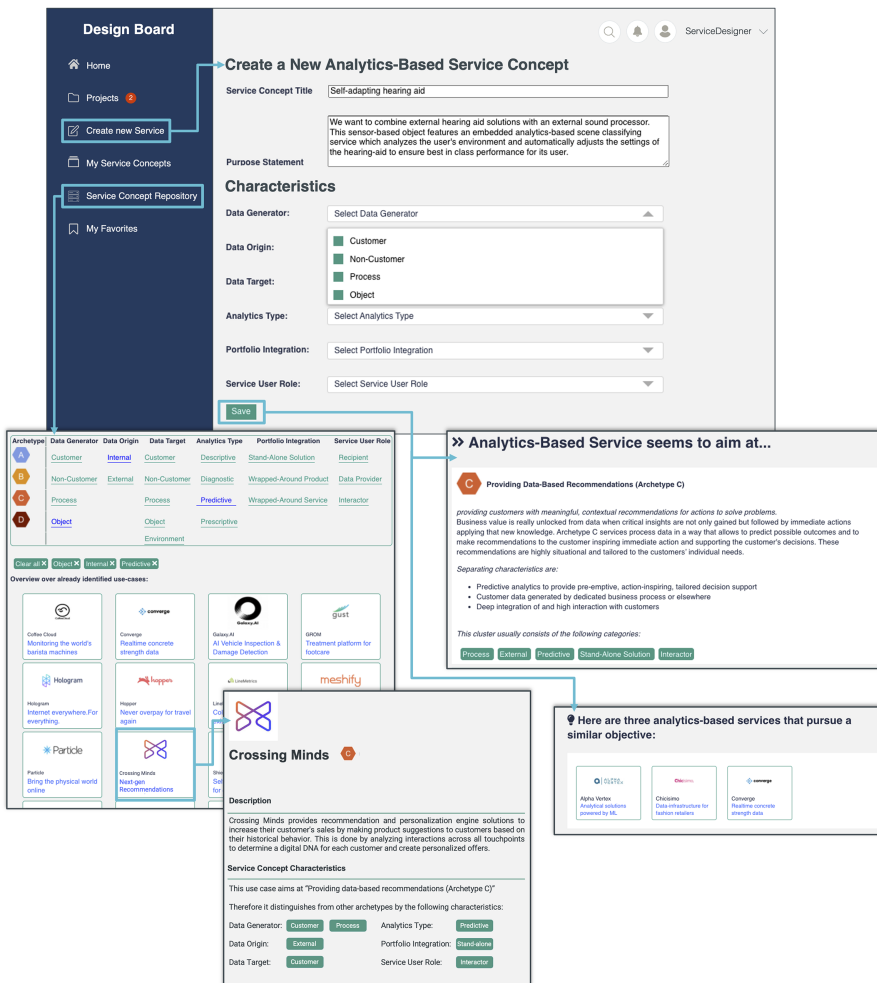 Design Board
ServiceDesigner
Home
Projects 2
Create new Service
My Service Concepts
Service Concept Repository
My Favorites
Create a New Analytics-Based Service Concept
Service Concept Title
Self-adapting hearing aid
We want to combine external hearing aid solutions with an external sound processor.
This sensor-based object features an embedded analytics-based scene classifying
service which analyzes the user's environment and automatically adjusts the settings of
the hearing-aid to ensure best in class performance for its user.
Purpose Statement
Characteristics
Data Generator:
Select Data Generator
Customer
Non-Customer
Process
Object
Data Origin:
Data Target:
Analytics Type:
Select Analytics Type
Portfolio Integration:
Select Portfolio Integration
Service User Role:
Select Service User Role
Save
Archetype Data Generator Data Origin Data Target Analytics Type Portfolio Integration Service User Role
A Customer Internal Customer Descriptive Stand-Alone Solution Recipient
B Non-Customer External Non-Customer Diagnostic Wrapped-Around Product Data Provider
C Process Process Predictive Wrapped-Around Service Interactor
D Object Object Prescriptive
Environment
Clear all X Object X Internal X Predictive X
Overview over already identified use-cases:
Coffee Cloud
Monitoring the world's
barista machines
converge
Converge
Realtime concrete
strength data
Galaxy.AI
Galaxy.AI
AI Vehicle Inspection &
Damage Detection
gust
GROM
Treatment platform for
footcare
Hologram
Hologram
Internet everywhere.For
everything.
hopper
Hopper
Never overpay for travel
again
LineMetrics
meshify
Particle
Particle
Bring the physical world
online
Crossing Minds
Next-gen
Recommendations
Crossing Minds C
Description
Crossing Minds provides recommendation and personalization engine solutions to
increase their customer's sales by making product suggestions to customers based on
their historical behavior. This is done by analyzing interactions across all touchpoints
to determine a digital DNA for each customer and create personalized offers.
Service Concept Characteristics
This use case aims at "Providing data-based recommendations (Archetype C)"
Therefore it distinguishes from other archetypes by the following characteristics:
Data Generator: Customer Process Analytics Type: Predictive
Data Origin: External Portfolio Integration: Stand-alone
Data Target: Customer Service User Role: Interactor
Analytics-Based Service seems to aim at...
C Providing Data-Based Recommendations (Archetype C)
providing customers with meaningful, contextual recommendations for actions to solve problems.
Business value is really unlocked from data when critical insights are not only gained but followed by immediate actions
applying that new knowledge. Archetype C services process data in a way that allows to predict possible outcomes and to
make recommendations to the customer inspiring immediate action and supporting the customer's decisions. These
recommendations are highly situational and tailored to the customers' individual needs.
Separating characteristics are:
• Predictive analytics to provide pre-emptive, action-inspiring, tailored decision support
• Customer data generated by dedicated business process or elsewhere
• Deep integration of and high interaction with customers
This cluster usually consists of the following categories:
Process External Predictive Stand-Alone Solution Interactor
Here are three analytics-based services that pursue a
similar objective:
Alpha Vertex
Analytical solutions
powered by ML
Chicisimo
Data-infrastructure for
fashion retailers
converge
Converge
Realtime concrete
strength data